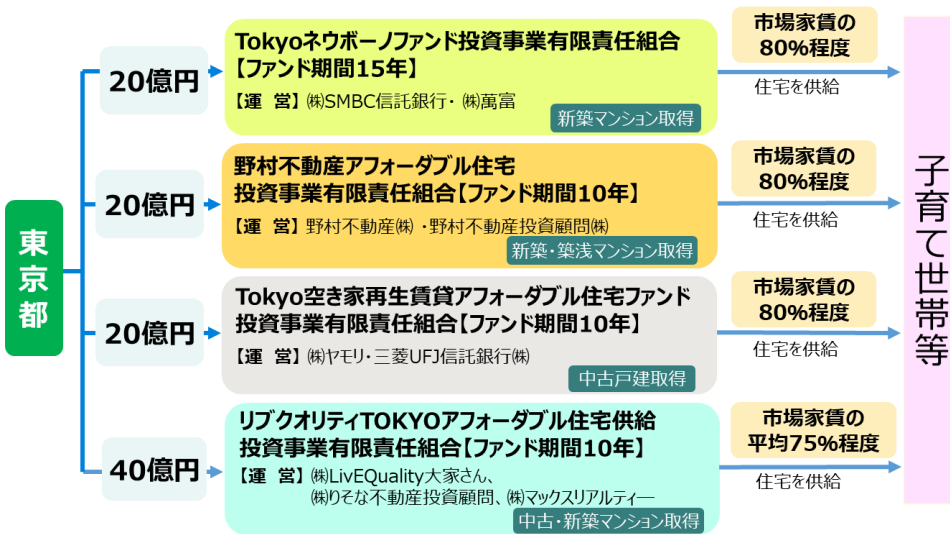 東京都
20億円
Tokyoネウボーノファンド投資事業有限責任組合
【ファンド期間15年】
【運 営】㈱SMBC信託銀行・ ㈱萬富
新築マンション取得
市場家賃の
80%程度
住宅を供給
20億円
野村不動産アフォーダブル住宅
投資事業有限責任組合【ファンド期間10年】
【運 営】野村不動産㈱ ・野村不動産投資顧問㈱
新築・築浅マンション取得
市場家賃の
80%程度
住宅を供給
20億円
Tokyo空き家再生賃貸アフォーダブル住宅ファンド
投資事業有限責任組合【ファンド期間10年】
【運 営】㈱ヤモリ・三菱UFJ信託銀行㈱
中古戸建取得
市場家賃の
80%程度
住宅を供給
40億円
リブクオリティTOKYOアフォーダブル住宅供給
投資事業有限責任組合【ファンド期間10年】
【運 営】㈱LivEQuality大家さん、
㈱りそな不動産投資顧問、㈱マックスリアルティ―
中古・新築マンション取得
市場家賃の
平均75%程度
住宅を供給
子育て世帯等